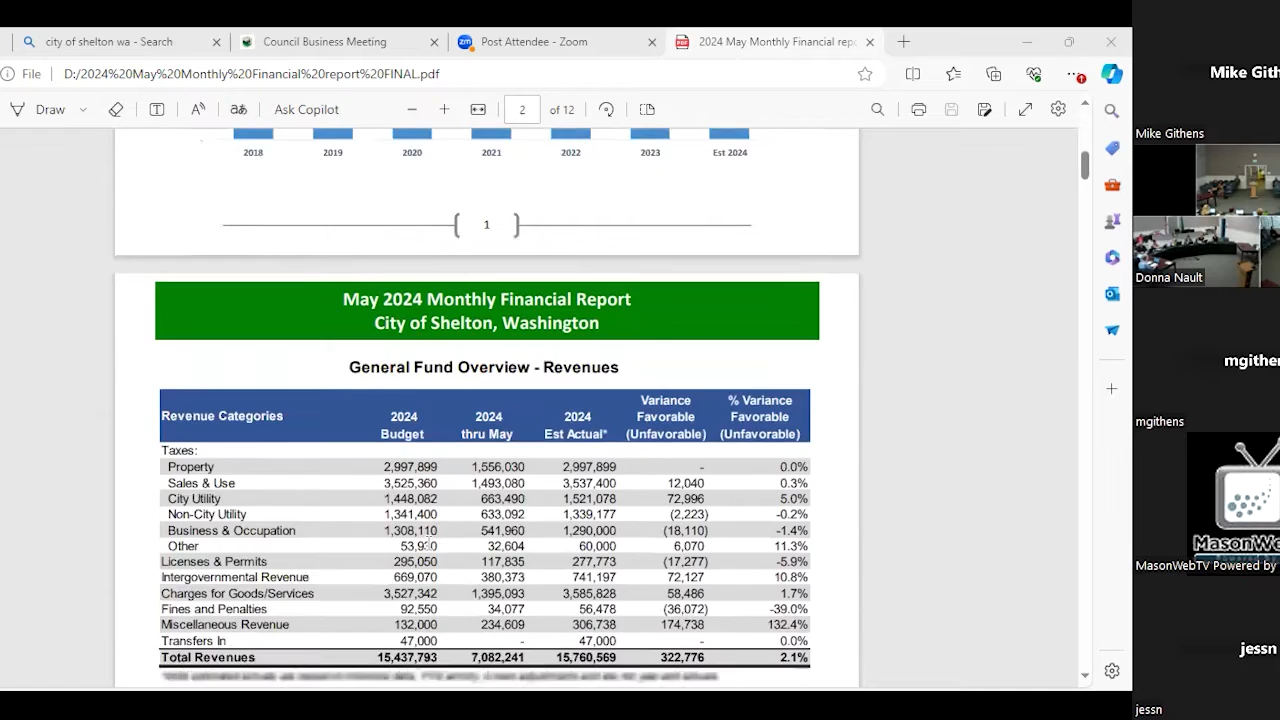 city of shelton wa - Search
Council Business Meeting
Post Attendee - Zoom
2024 May Monthly Financial repo
File
D:/2024%20May%20Monthly%20Financial%20report%20FINAL.pdf
Draw
Ask Copilot
2 of 12
2018 2019 2020 2021 2022 2023 Est 2024
1
May 2024 Monthly Financial Report
City of Shelton, Washington
General Fund Overview - Revenues
Revenue Categories 2024 Budget 2024 thru May 2024 Est Actual* Variance Favorable (Unfavorable) % Variance Favorable (Unfavorable)
Taxes:
Property 2,997,899 1,556,030 2,997,899 - 0.0%
Sales & Use 3,525,360 1,493,080 3,537,400 12,040 0.3%
City Utility 1,448,082 663,490 1,521,078 72,996 5.0%
Non-City Utility 1,341,400 633,092 1,339,177 (2,223) -0.2%
Business & Occupation 1,308,110 541,960 1,290,000 (18,110) -1.4%
Other 53,930 32,604 60,000 6,070 11.3%
Licenses & Permits 295,050 117,835 277,773 (17,277) -5.9%
Intergovernmental Revenue 669,070 380,373 741,197 72,127 10.8%
Charges for Goods/Services 3,527,342 1,395,093 3,585,828 58,486 1.7%
Fines and Penalties 92,550 34,077 56,478 (36,072) -39.0%
Miscellaneous Revenue 132,000 234,609 306,738 174,738 132.4%
Transfers In 47,000 - 47,000 - 0.0%
Total Revenues 15,437,793 7,082,241 15,760,569 322,776 2.1%
Mike Gith
Mike Githens
Donna Nault
mgithen
mgithens
MasonWe
MasonWebTV Powered by
jessn
jessn